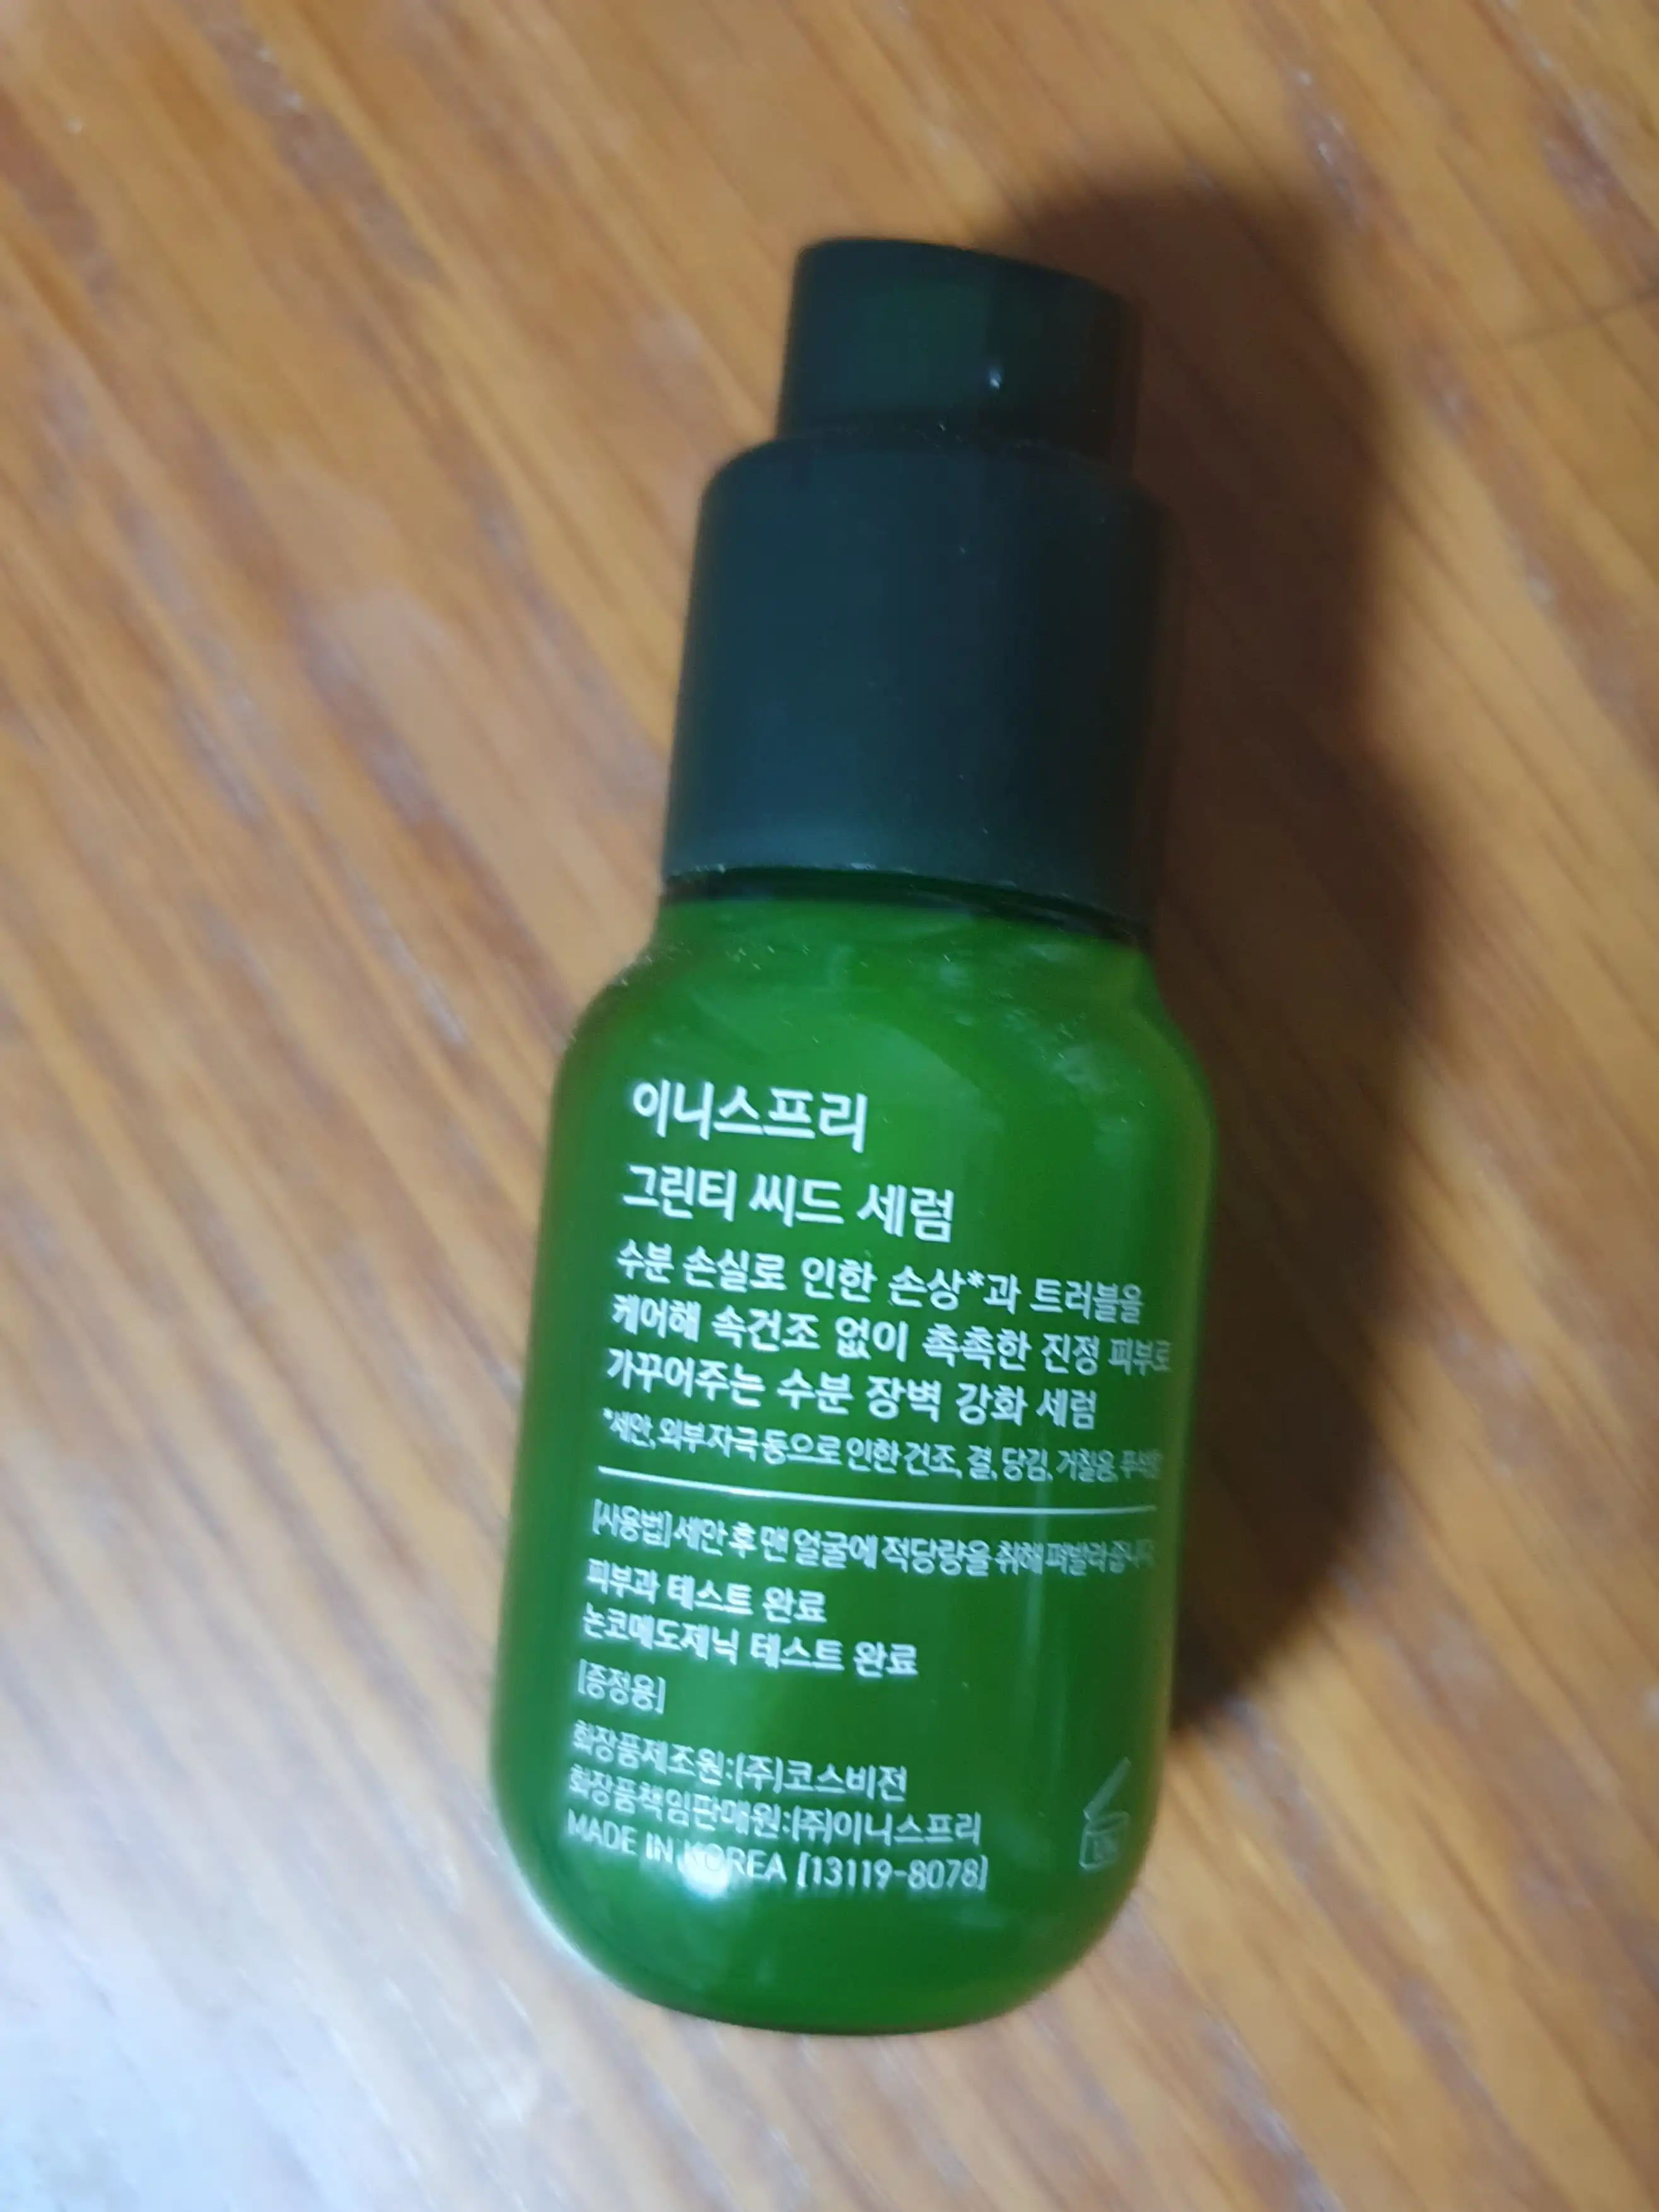 이니스프리
그린티 씨드 세럼
수분 손실로 인한 손상*과 트러블을
케어해 속건조 없이 촉촉한 진정 피부로
가꾸어주는 수분 장벽 강화 세럼
*세안, 외부자극 등으로 인한 건조, 결, 당김, 거칠음,
[사용법] 세안 후 맨 얼굴에 적당량을 취해 펴발라 줍니다
피부과 테스트 완료
논코메도제닉 테스트 완료
[증정용]
화장품제조원:(주)코스비전
화장품책임판매원:(주)이니스프리
MADE IN KOREA [13119-8078]